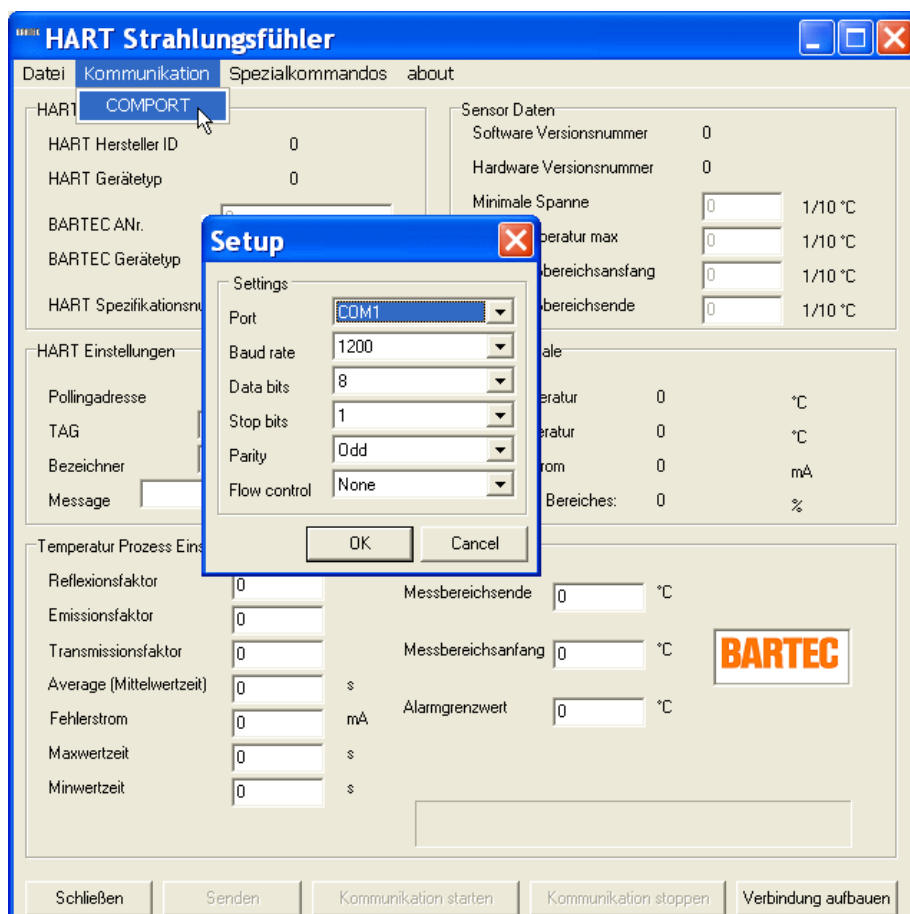 HART Strahlungsfühler
Datei Kommunikation Spezialkommandos about
COMPORT
HART
HART Hersteller ID 0
HART Gerätetyp 0
BARTEC ANr.
BARTEC Gerätetyp
HART Spezifikationsnu
Sensor Daten
Software Versionsnummer 0
Hardware Versionsnummer 0
Minimale Spanne 0 1/10 °C
peratur max 0 1/10 °C
bereichsansfang 0 1/10 °C
bereichsende 0 1/10 °C
Setup
Settings
Port COM1
Baud rate 1200
Data bits 8
Stop bits 1
Parity Odd
Flow control None
OK Cancel
HART Einstellungen
Pollingadresse
TAG
Bezeichner
Message
ale
eratur 0 °C
eratur 0 °C
rom 0 mA
Bereiches: 0 %
Temperatur Prozess Eins
Reflexionsfaktor 0
Emissionsfaktor 0
Transmissionsfaktor 0
Average (Mittelwertzeit) 0 s
Fehlerstrom 0 mA
Maxwertzeit 0 s
Minwertzeit 0 s
Messbereichsende 0 °C
Messbereichsanfang 0 °C
Alarmgrenzwert 0 °C
BARTEC
Schließen Senden Kommunikation starten Kommunikation stoppen Verbindung aufbauen